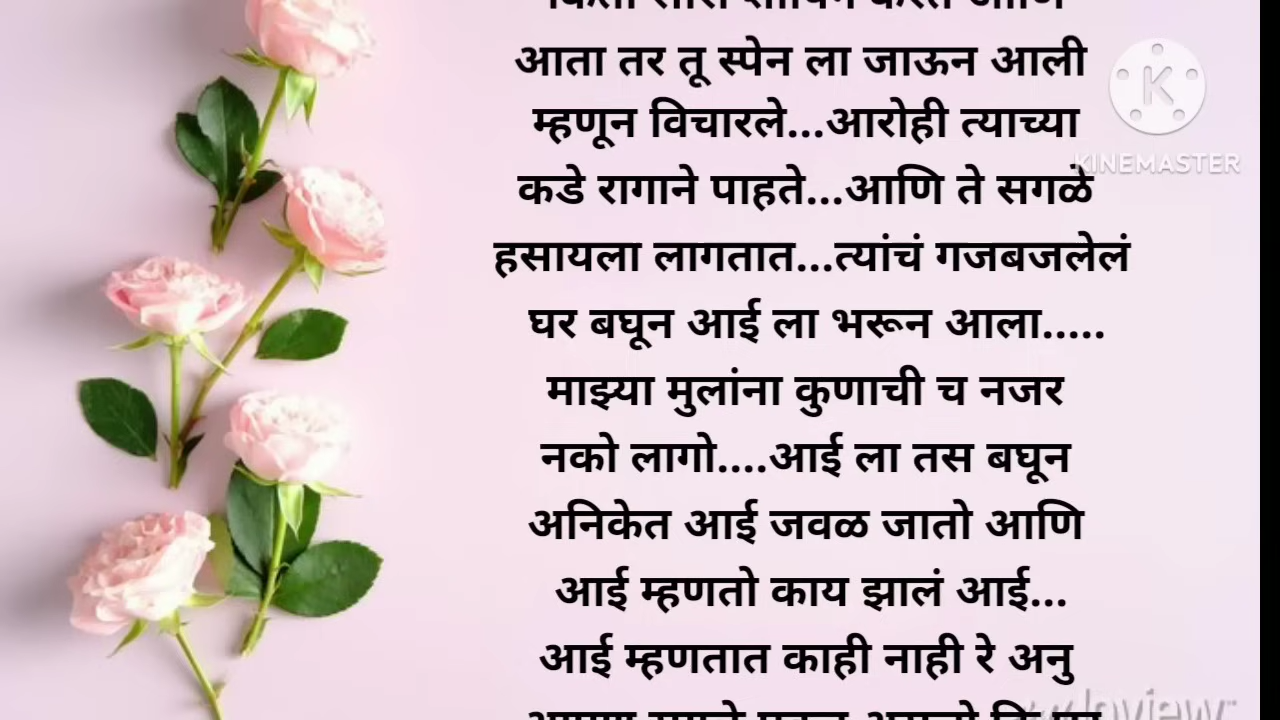 आता तर तू स्पेन ला जाऊन आली
म्हणून विचारले...आरोही त्याच्या
कडे रागाने पाहते...आणि ते सगळे
हसायला लागतात...त्यांचं गजबजलेलं
घर बघून आई ला भरून आला.....
माझ्या मुलांना कुणाची च नजर
नको लागो....आई ला तस बघून
अनिकेत आई जवळ जातो आणि
आई म्हणतो काय झालं आई...
आई म्हणतात काही नाही रे अनु
K
KINEMASTER